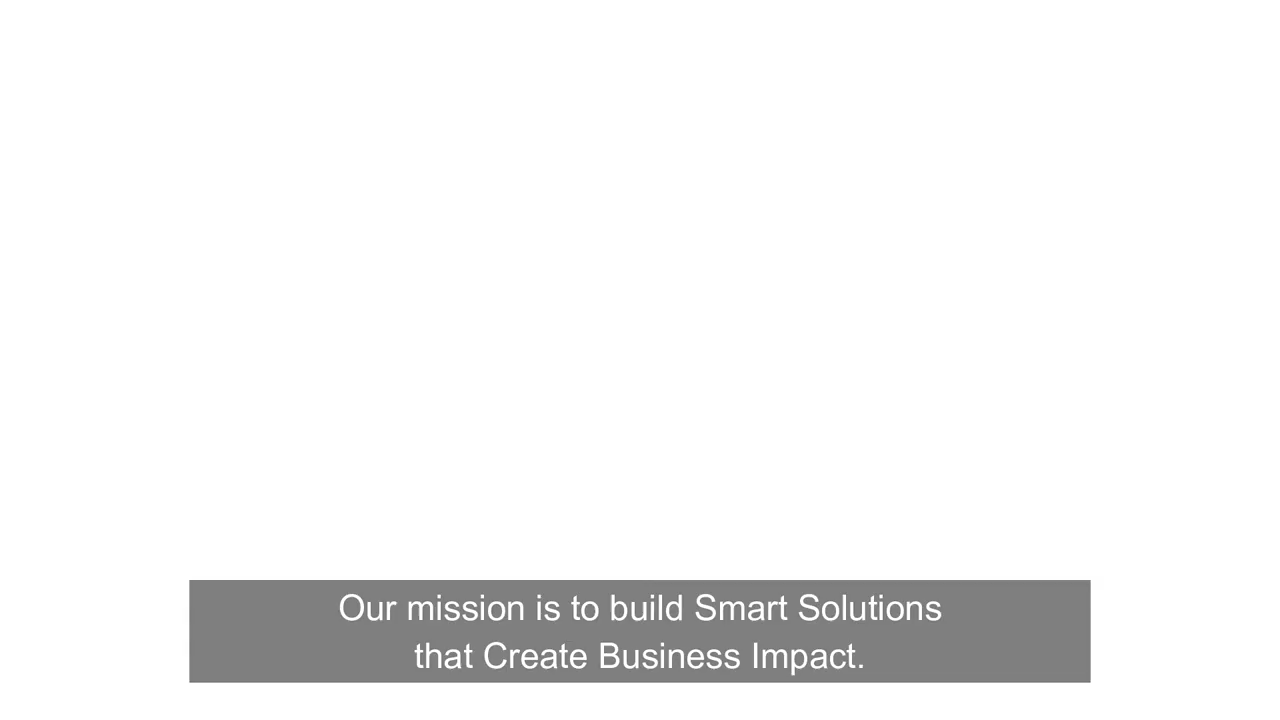 Our mission is to build Smart Solutions
that Create Business Impact.